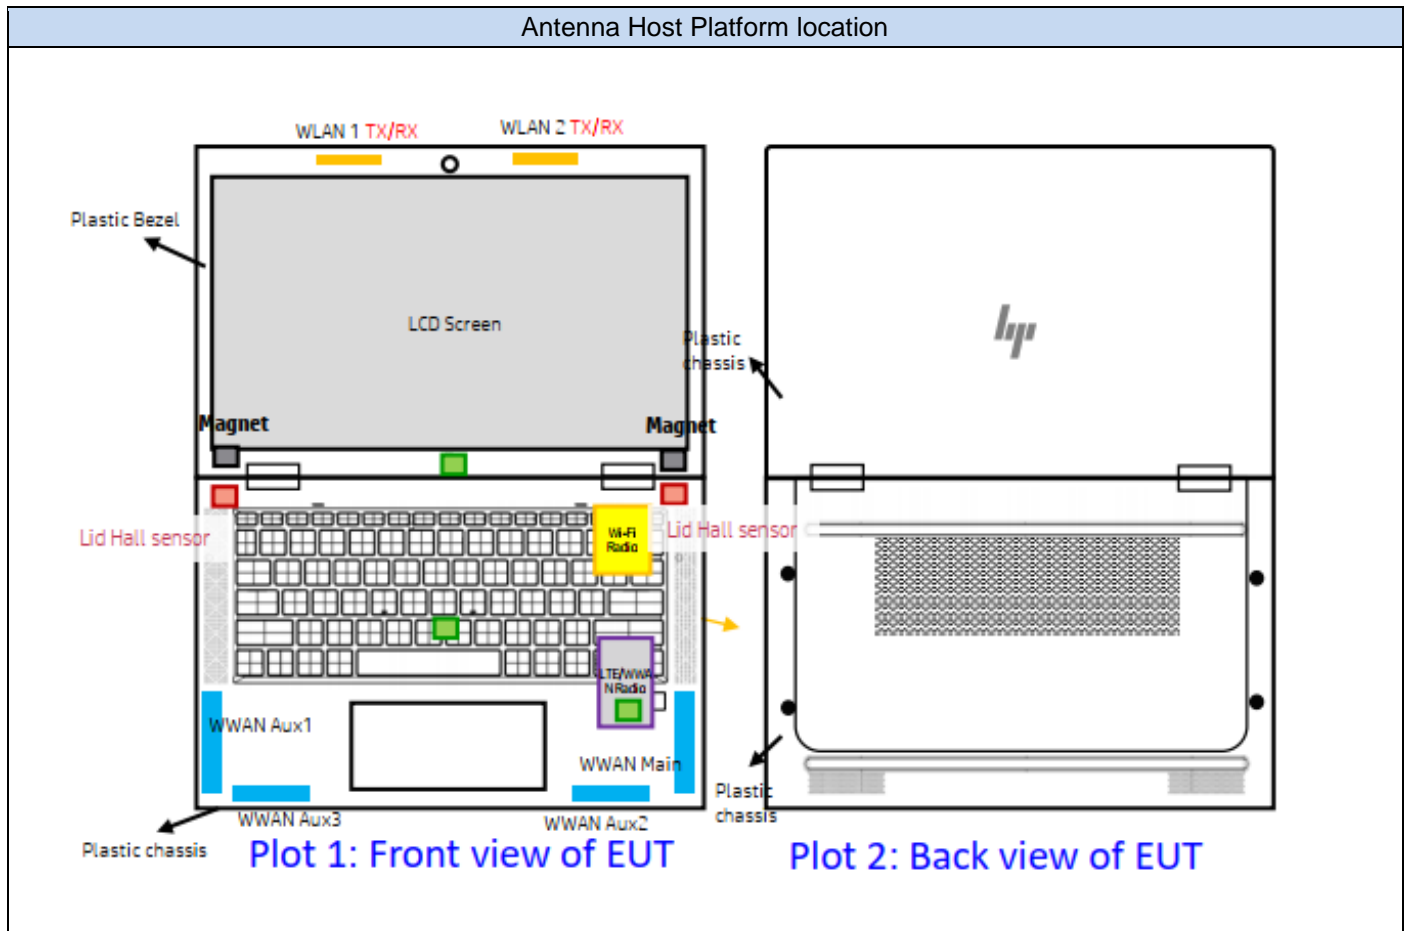 Antenna Host Platform location
WLAN 1 TX/RX
WLAN 2 TX/RX
Plastic Bezel
LCD Screen
Plastic
chassis
hp
Magnet
Magnet
Lid Hall sensor
Wi-Fi
Radio
Lid Hall sensor
LTE/WWA
N Radio
WWAN Aux1
WWAN Main
Plastic
chassis
WWAN Aux3
WWAN Aux2
Plastic chassis
Plot 1: Front view of EUT
Plot 2: Back view of EUT